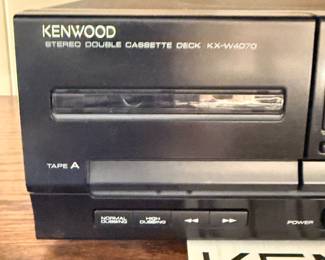 KENWOOD
STEREO DOUBLE CASSETTE DECK KX-W4070
TAPE A
NORMAL DUBBING
HIGH DUBBING
◀◀ ▶▶
POWER